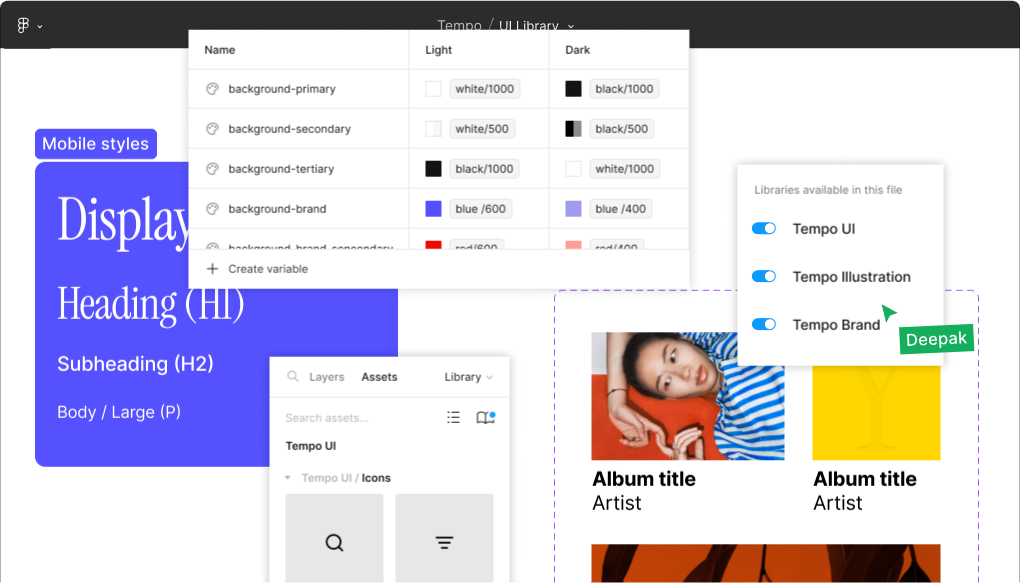 Tempo / UI Library
Name Light Dark
background-primary white/1000 black/1000
background-secondary white/500 black/500
background-tertiary black/1000 white/1000
background-brand blue /600 blue /400
background-brand-senconddary red/600 red/400
Create variable
Mobile styles
Display
Heading (H1)
Subheading (H2)
Body / Large (P)
Layers Assets Library
Search assets...
Tempo UI
Tempo UI / Icons
Libraries available in this file
Tempo UI
Tempo Illustration
Tempo Brand
Deepak
Album title
Artist
Album title
Artist